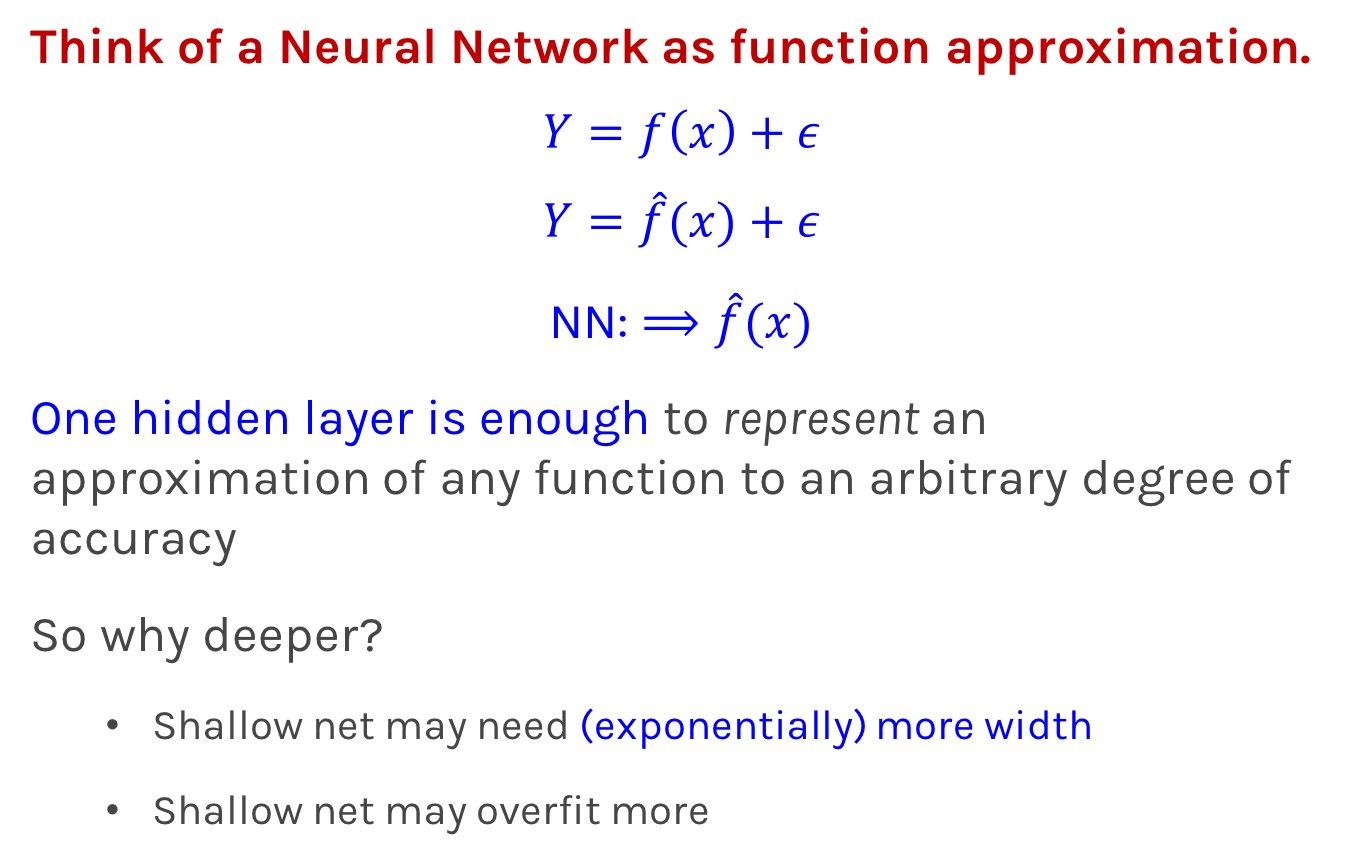 Think of a Neural Network as function approximation.
𝑌 = 𝑓(𝑥) + 𝜖
𝑌 = 𝑓̂(𝑥) + 𝜖
NN: ⟹ 𝑓̂(𝑥)
One hidden layer is enough to represent an
approximation of any function to an arbitrary degree of
accuracy
So why deeper?
• Shallow net may need (exponentially) more width
• Shallow net may overfit more